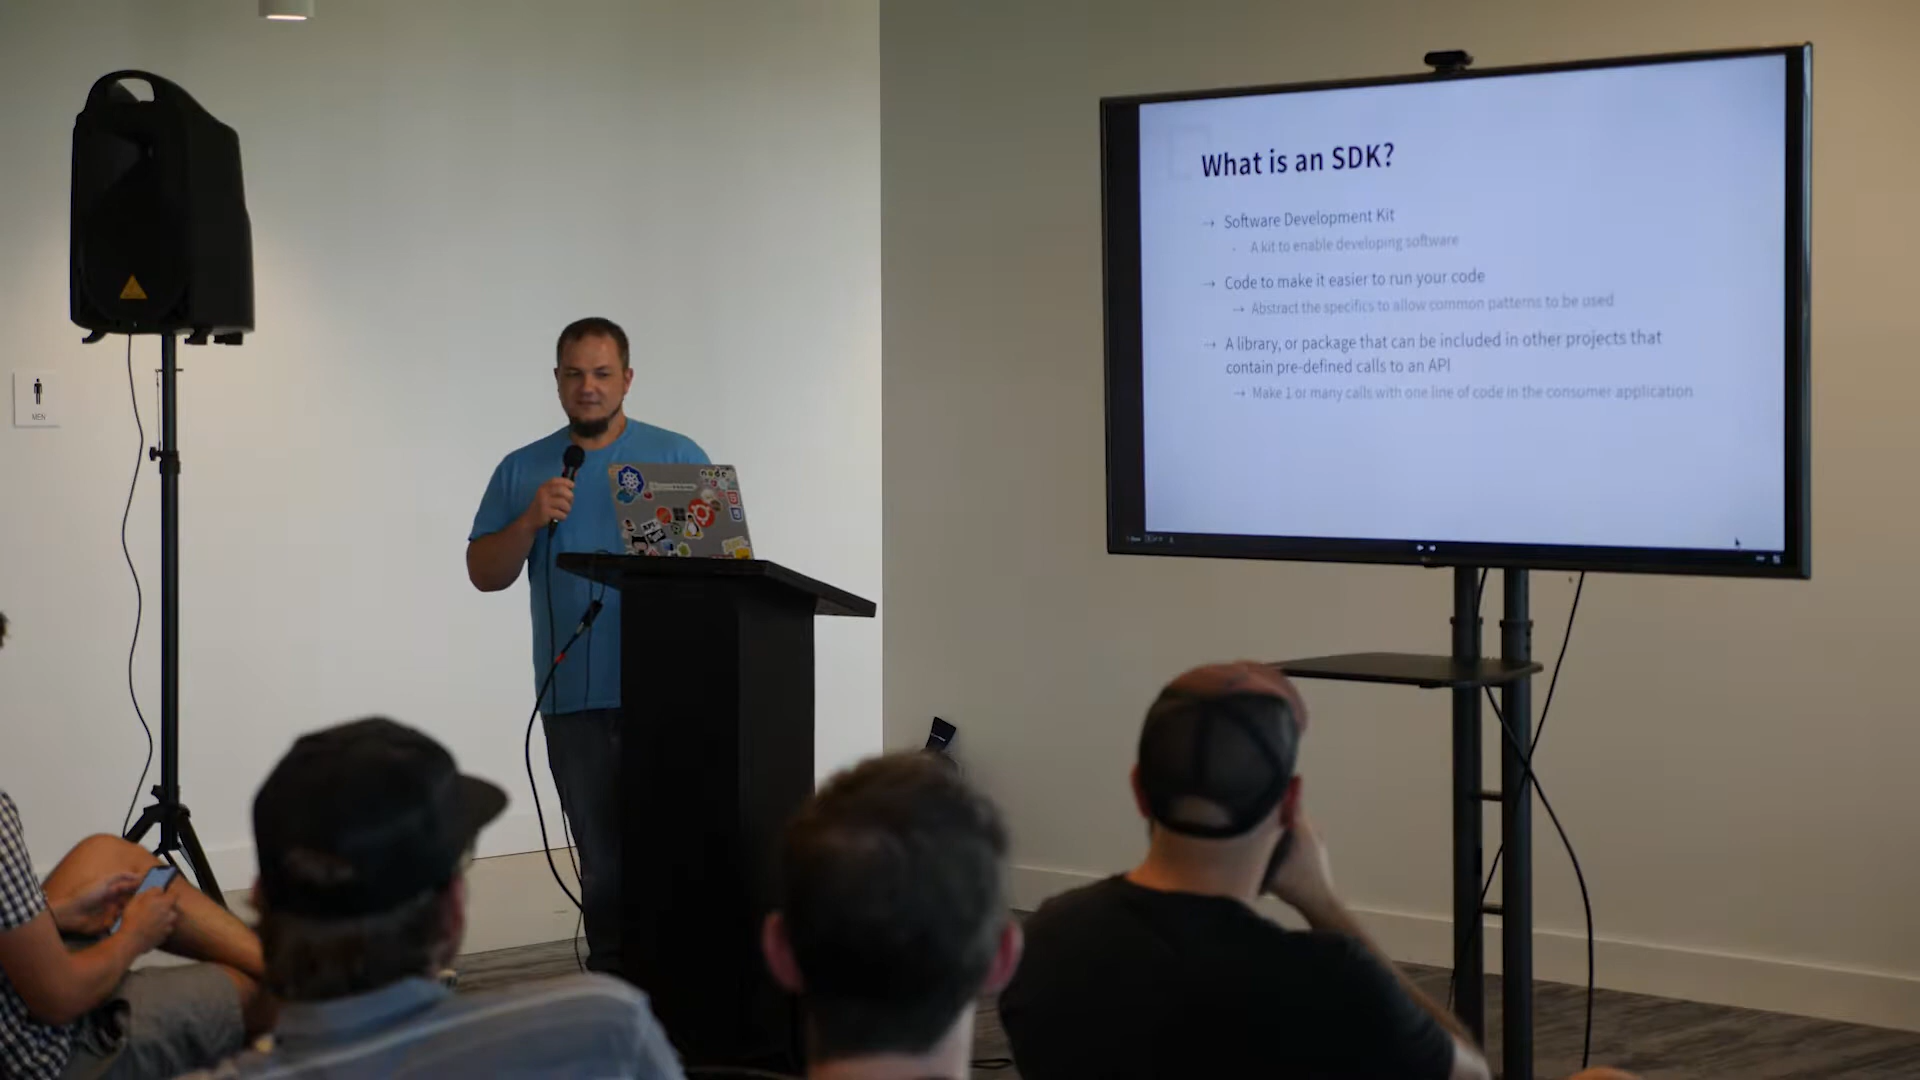 What is an SDK?
→ Software Development Kit
- A kit to enable developing software
→ Code to make it easier to run your code
→ Abstract the specifics to allow common patterns to be used
→ A library, or package that can be included in other projects that
contain pre-defined calls to an API
→ Make 1 or many calls with one line of code in the consumer application
MEN
node